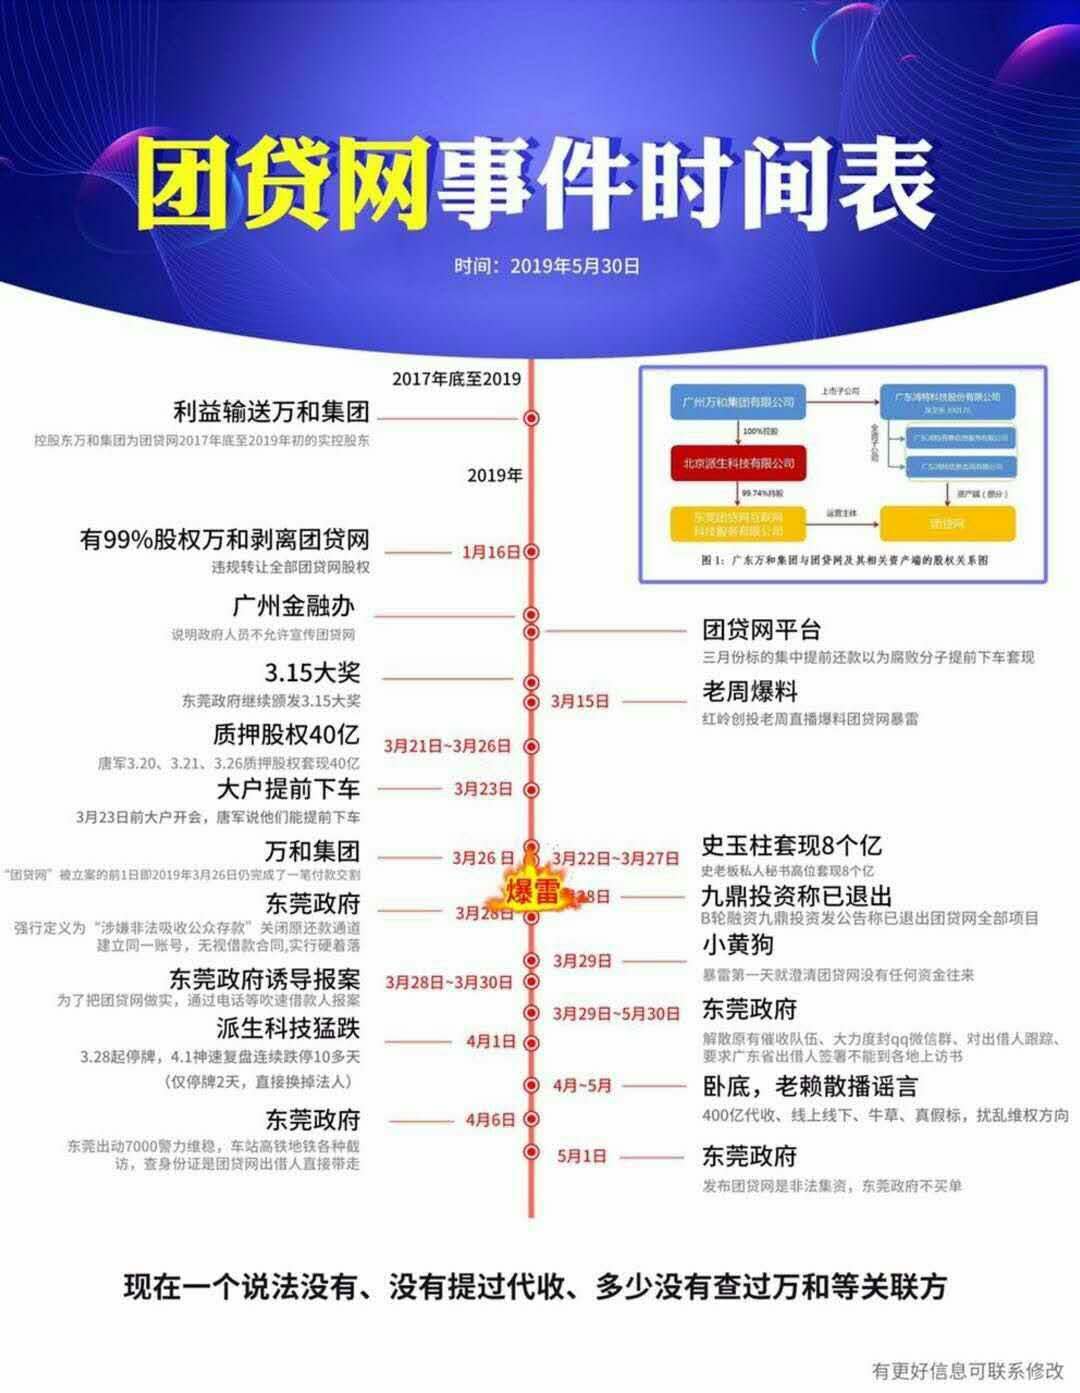 团贷网事件时间表
时间：2019年5月30日
2017年底至2019
利益输送万和集团
控股东万和集团为团贷网2017年底至2019年初的实控股东
2019年
广州万和集团有限公司
上市子公司
广东鸿特科技股份有限公司
100%控股
全资子公司
北京派生科技有限公司
99.74%持股
资产端（部分）
东莞团贷网互联网
科技服务有限公司
运营主体
团贷网
图1：广东万和集团与团贷网及其相关资产端的股权关系图
有99%股权万和剥离团贷网
1月16日
违规转让全部团贷网股权
广州金融办
说明政府人员不允许宣传团贷网
团贷网平台
三月份标的集中提前还款以为腐败分子提前下车套现
3.15大奖
东莞政府继续颁发3.15大奖
3月15日
老周爆料
红岭创投老周直播爆料团贷网暴雷
质押股权40亿
3月21日~3月26日
唐军3.20、3.21、3.26质押股权套现40亿
大户提前下车
3月23日
3月23日前大户开会，唐军说他们能提前下车
万和集团
3月26日
“团贷网”被立案的前1日即2019年3月26日仍完成了一笔付款交割
3月22日~3月27日
史玉柱套现8个亿
史老板私人秘书高位套现8个亿
爆雷
28日
九鼎投资称已退出
B轮融资九鼎投资发公告称已退出团贷网全部项目
东莞政府
3月28日
强行定义为“涉嫌非法吸收公众存款”关闭原还款通道
建立同一账号，无视借款合同,实行硬着落
3月29日
小黄狗
暴雷第一天就澄清团贷网没有任何资金往来
东莞政府诱导报案
3月28日~3月30日
为了把团贷网做实，通过电话等吹速借款人报案
3月29日~5月30日
东莞政府
解散原有催收队伍、大力度封qq微信群、对出借人跟踪、
要求广东省出借人签署不能到各地上访书
派生科技猛跌
4月1日
3.28起停牌，4.1神速复盘连续跌停10多天
（仅停牌2天，直接换掉法人）
4月~5月
卧底，老赖散播谣言
400亿代收、线上线下、牛草、真假标，扰乱维权方向
东莞政府
4月6日
东莞出动7000警力维稳，车站高铁地铁各种截
访，查身份证是团贷网出借人直接带走
5月1日
东莞政府
发布团贷网是非法集资，东莞政府不买单
现在一个说法没有、没有提过代收、多少没有查过万和等关联方
有更好信息可联系修改